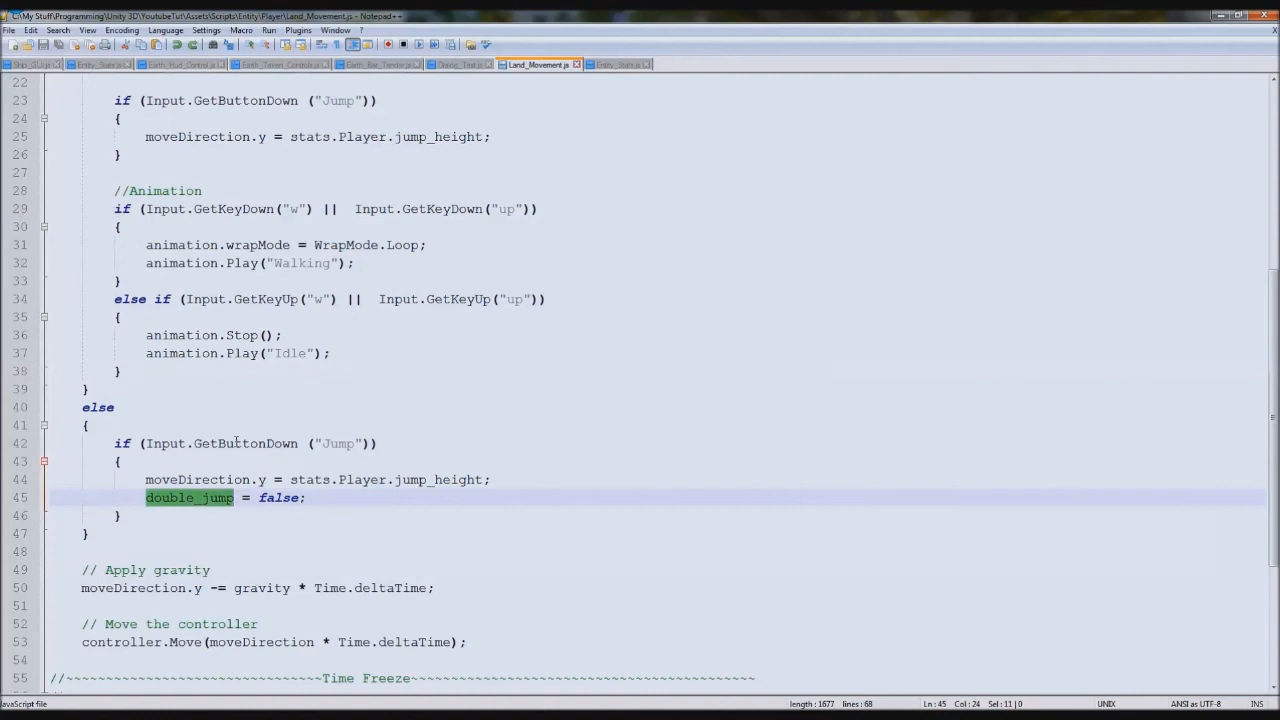 C:\My Stuff\Programming\Unity 3D\YoutubeTut\Assets\Scripts\Entity\Player\Land_Movement.js - Notepad++
File Edit Search View Encoding Language Settings Macro Run Plugins Window ? X
Ship_GUI.js Entity_Stats.js Earth_Hud_Control.js Earth_Tavern_Controls.js Earth_Bar_Tender.js Dialog_Text.js Land_Movement.js Entity_Stats.js
22
23 if (Input.GetButtonDown ("Jump"))
24 {
25 moveDirection.y = stats.Player.jump_height;
26 }
27
28 //Animation
29 if (Input.GetKeyDown("w") || Input.GetKeyDown("up"))
30 {
31 animation.wrapMode = WrapMode.Loop;
32 animation.Play("Walking");
33 }
34 else if (Input.GetKeyUp("w") || Input.GetKeyUp("up"))
35 {
36 animation.Stop();
37 animation.Play("Idle");
38 }
39 }
40 else
41 {
42 if (Input.GetButtonDown ("Jump"))
43 {
44 moveDirection.y = stats.Player.jump_height;
45 double_jump = false;
46 }
47 }
48
49 // Apply gravity
50 moveDirection.y -= gravity * Time.deltaTime;
51
52 // Move the controller
53 controller.Move(moveDirection * Time.deltaTime);
54
55 //~~~~~~~~~~~~~~~~~~~~~~~~~~~~~~~~Time Freeze~~~~~~~~~~~~~~~~~~~~~~~~~~~~~~~~~~~~~~~~~~~
JavaScript file length : 1677 lines : 68 Ln : 45 Col : 24 Sel : 11 | 0 UNIX ANSI as UTF-8 INS